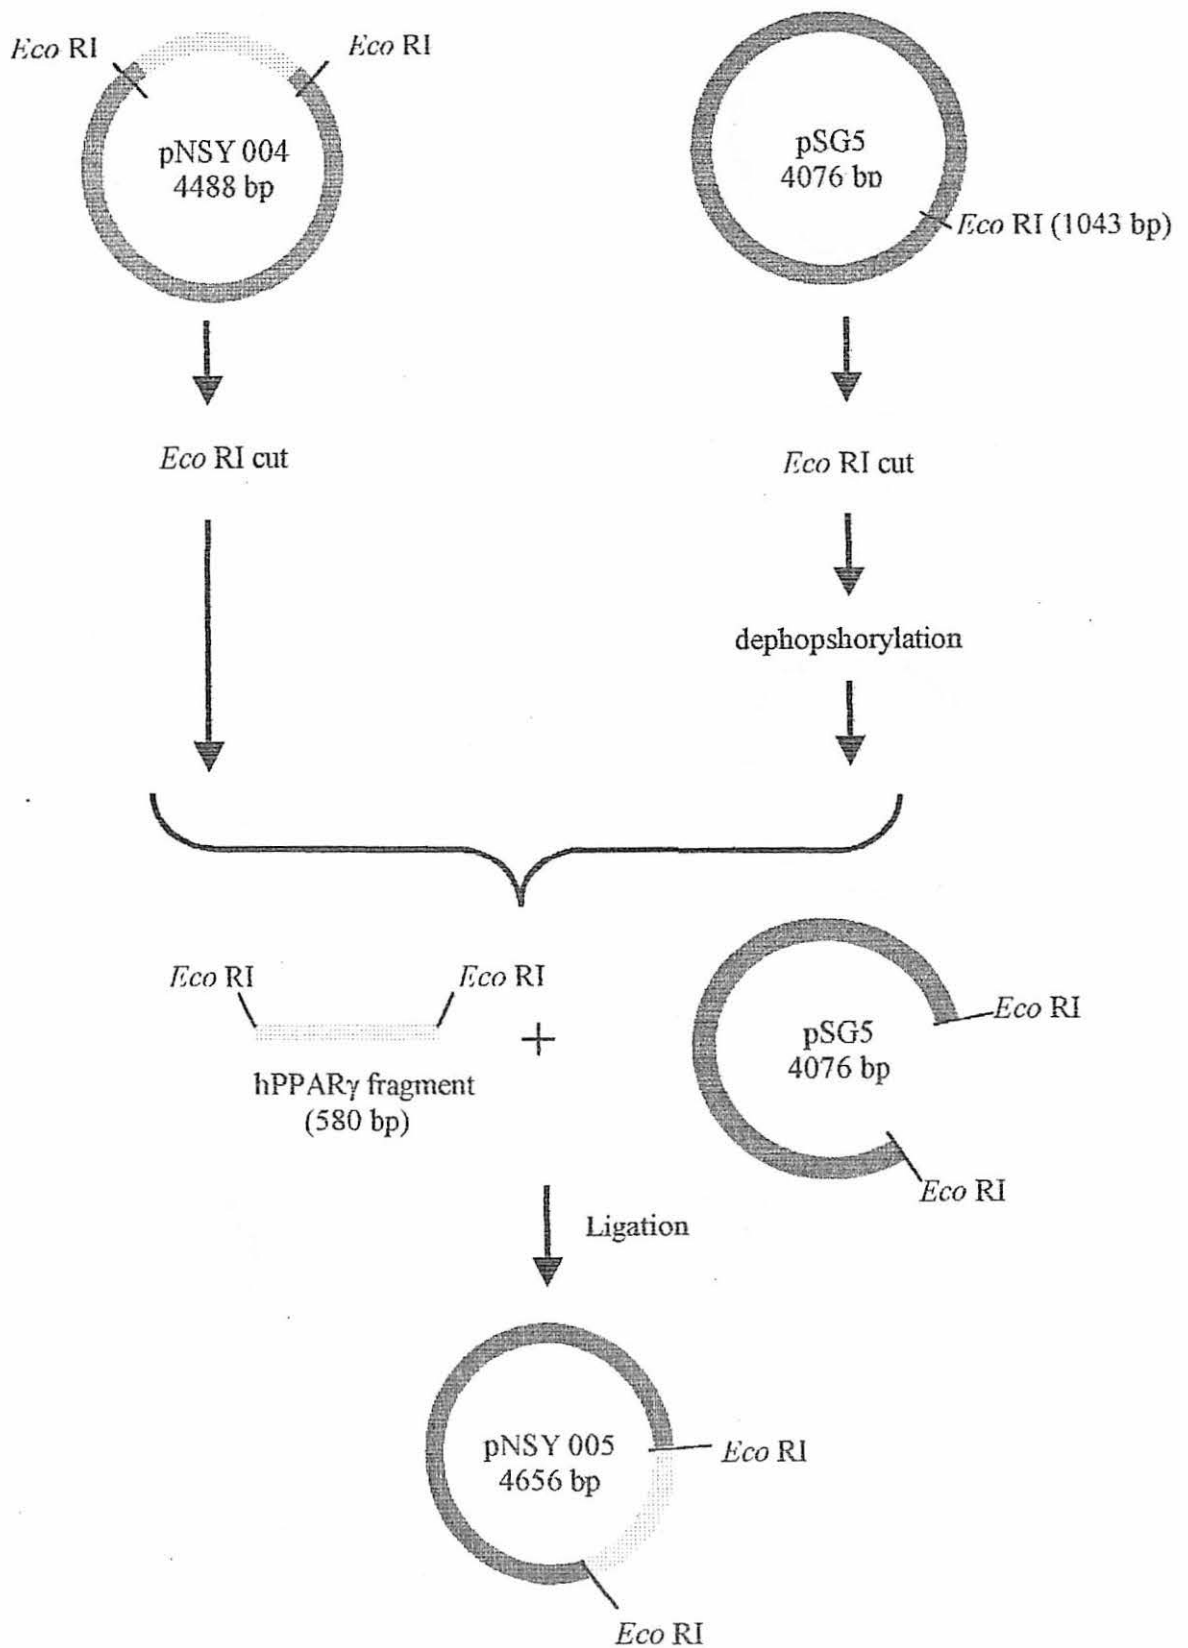 Eco RI
Eco RI
pNSY 004
4488 bp
pSG5
4076 bp
Eco RI (1043 bp)
Eco RI cut
Eco RI cut
dephopshorylation
Eco RI
Eco RI
+
hPPARγ fragment
(580 bp)
pSG5
4076 bp
Eco RI
Eco RI
Ligation
pNSY 005
4656 bp
Eco RI
Eco RI